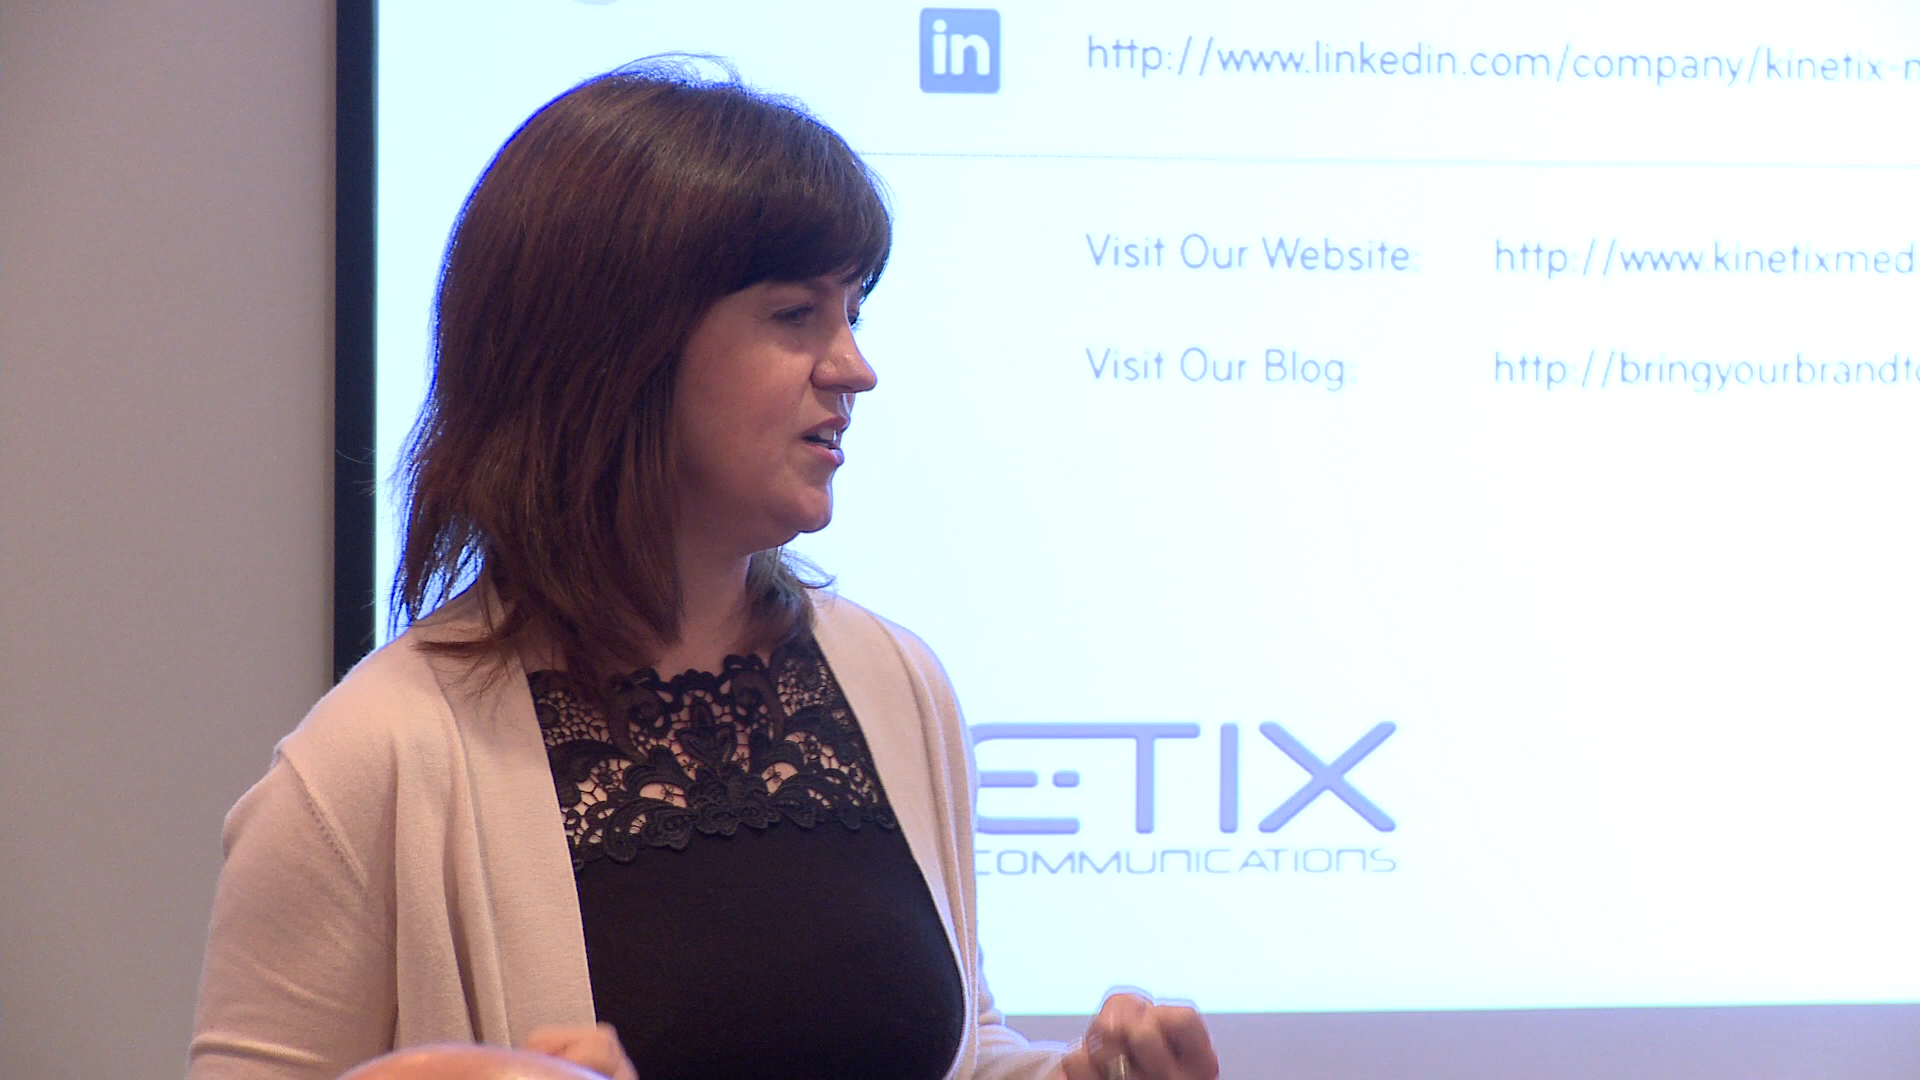 in
http://www.linkedin.com/company/kinetix-
Visit Our Website: http://www.kinetixmed
Visit Our Blog: http://bringyourbrandto
ETIX
COMMUNICATIONS